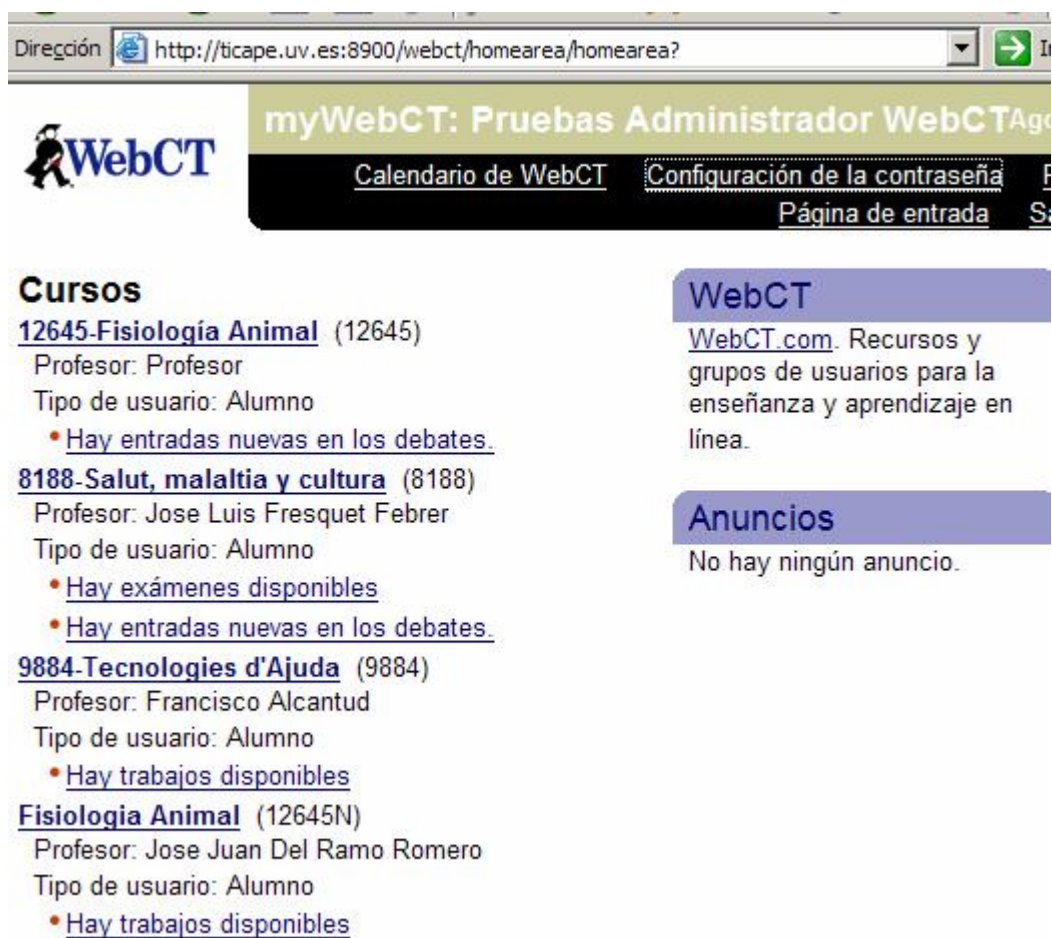 Dirección http://ticape.uv.es:8900/webct/homearea/homearea?
WebCT
myWebCT: Pruebas Administrador WebCT
Calendario de WebCT Configuración de la contraseña
Página de entrada
Cursos
12645-Fisiología Animal (12645)
Profesor: Profesor
Tipo de usuario: Alumno
Hay entradas nuevas en los debates.
8188-Salut, malaltia y cultura (8188)
Profesor: Jose Luis Fresquet Febrer
Tipo de usuario: Alumno
Hay exámenes disponibles
Hay entradas nuevas en los debates.
9884-Tecnologies d'Ajuda (9884)
Profesor: Francisco Alcantud
Tipo de usuario: Alumno
Hay trabajos disponibles
Fisiologia Animal (12645N)
Profesor: Jose Juan Del Ramo Romero
Tipo de usuario: Alumno
Hay trabajos disponibles
WebCT
WebCT.com. Recursos y
grupos de usuarios para la
enseñanza y aprendizaje en
línea.
Anuncios
No hay ningún anuncio.